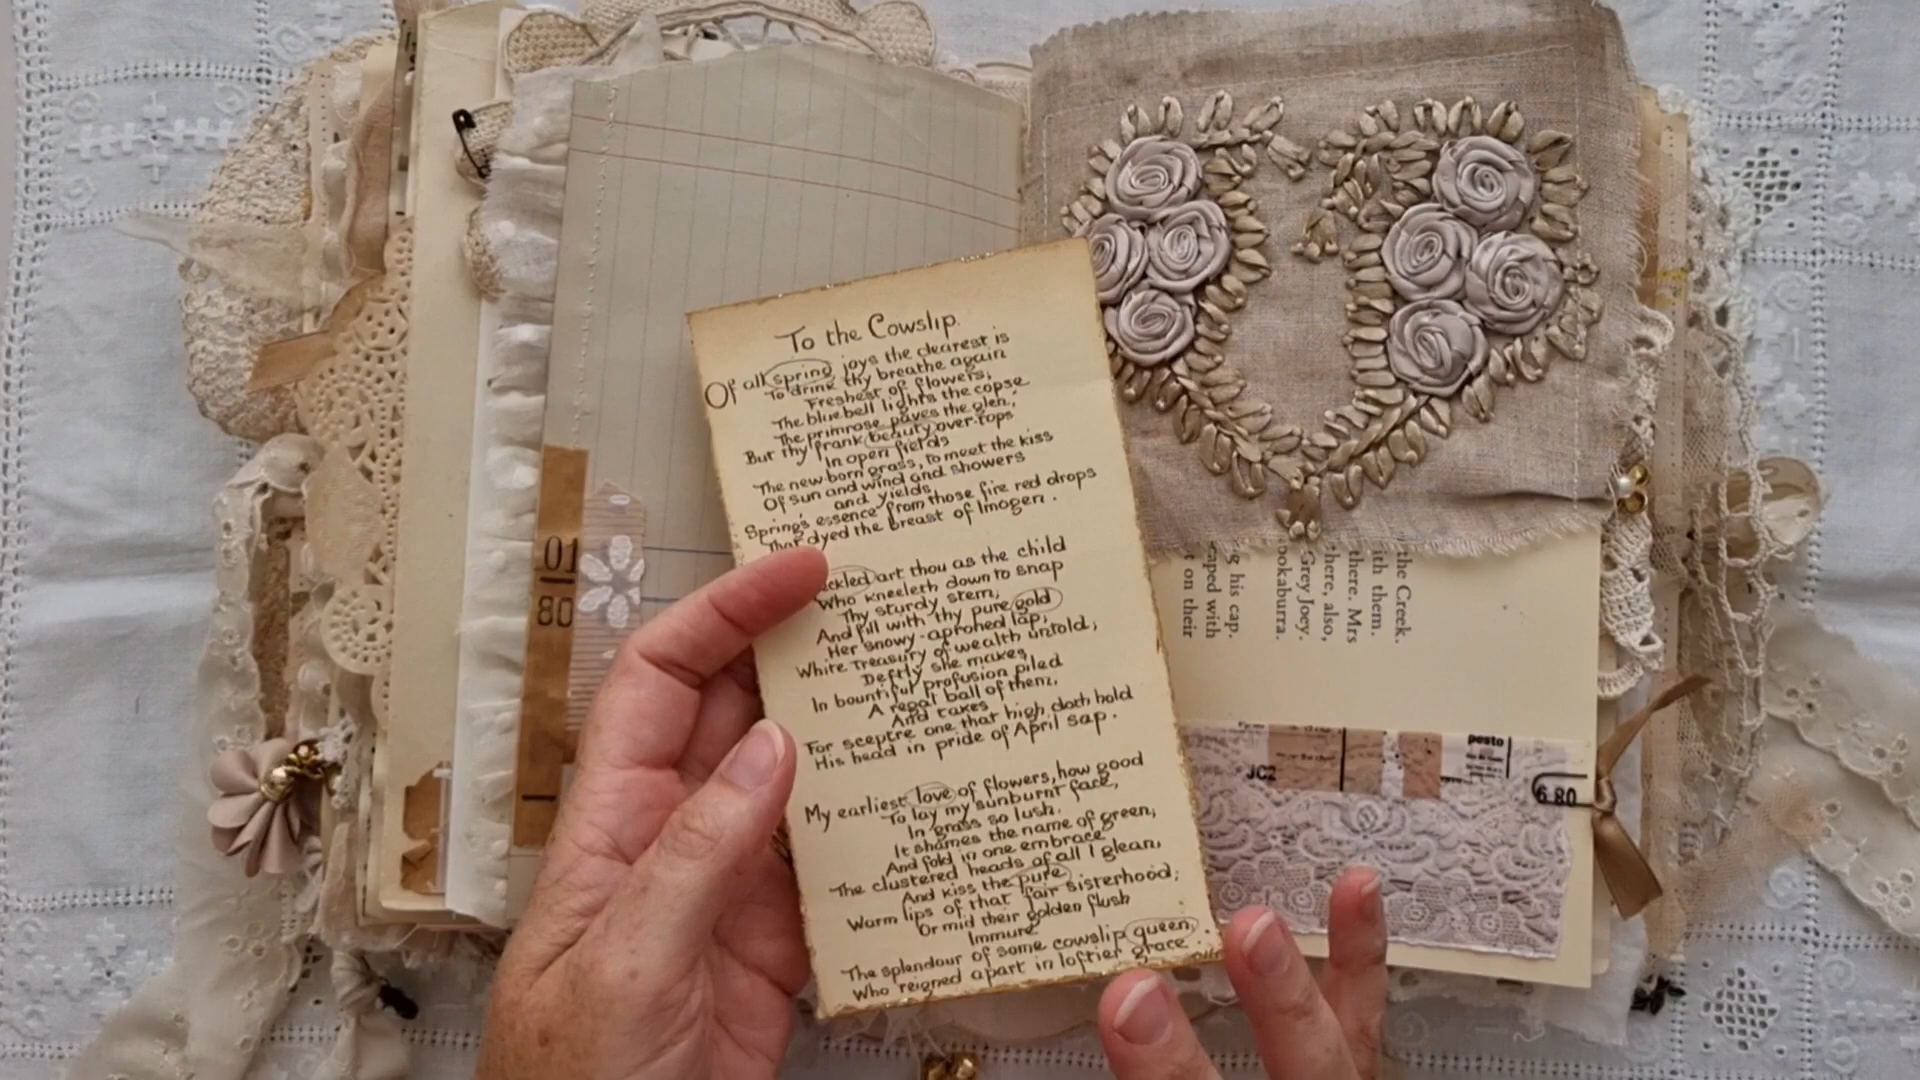 To the Cowslip.
Of all spring joys the dearest is
To drink thy breathe again
Freshest of flowers,
The bluebell lights the copse
The primrose paves the glen,
But thy frank beauty over-tops
In open fields
The new born grass, to meet the kiss
Of sun and wind and showers
and yields,
Spring's essence from those fire red drops
That dyed the breast of Imogen.
art thou as the child
Who kneeleth down to snap
Thy sturdy stem,
And fill with thy pure gold
Her snowy-aproned lap,
White treasury of wealth untold,
Deftly she makes
In bountiful profusion piled
A regal ball of them,
And takes
For sceptre one that high doth hold
His head in pride of April sap.
My earliest love of flowers, how good
To lay my sunburnt face,
In grass so lush.
It shames the name of green,
And fold in one embrace
The clustered heads of all I glean,
And kiss the pure
Warm lips of that fair sisterhood,
Or mid their golden flush
Immure
The splendour of some cowslip queen,
Who reigned apart in loftier grace.
01
80
the Creek.
ith them.
there. Mrs
here, also,
Grey Joey.
ookaburra.
g his cap.
caped with
t on their
pesto
JC2
6.80